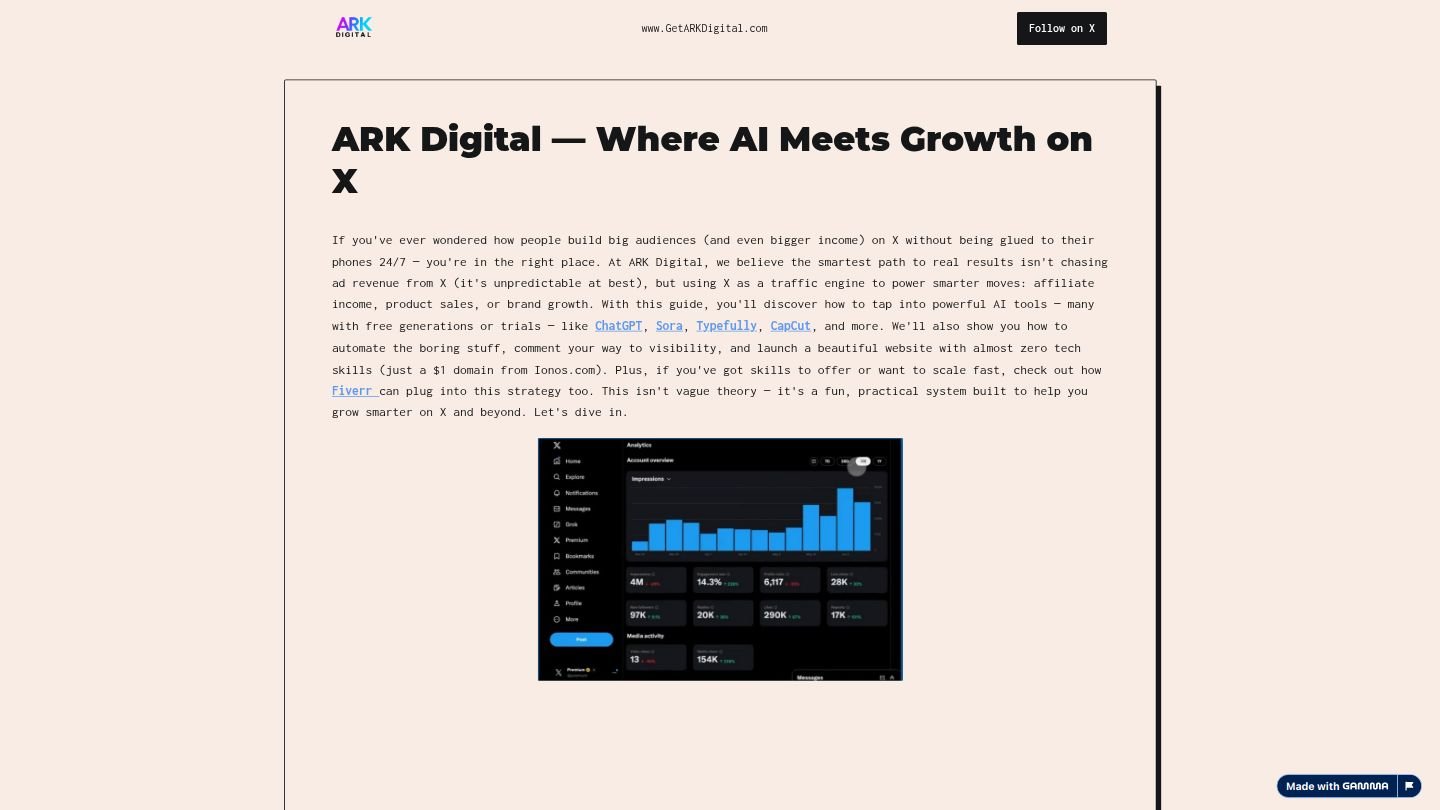 ARK
DIGITAL
www.GetARKDigital.com
Follow on X
ARK Digital — Where AI Meets Growth on
X
If you've ever wondered how people build big audiences (and even bigger income) on X without being glued to their
phones 24/7 — you're in the right place. At ARK Digital, we believe the smartest path to real results isn't chasing
ad revenue from X (it's unpredictable at best), but using X as a traffic engine to power smarter moves: affiliate
income, product sales, or brand growth. With this guide, you'll discover how to tap into powerful AI tools — many
with free generations or trials — like ChatGPT, Sora, Typefully, CapCut, and more. We'll also show you how to
automate the boring stuff, comment your way to visibility, and launch a beautiful website with almost zero tech
skills (just a $1 domain from Ionos.com). Plus, if you've got skills to offer or want to scale fast, check out how
Fiverr can plug into this strategy too. This isn't vague theory — it's a fun, practical system built to help you
grow smarter on X and beyond. Let's dive in.
Analytics
Home
Account overview
Explore
Impressions
Notifications
Messages
Grok
Premium
Bookmarks
Communities
Articles
Profile
More
Post
4M
14.3%
6,117
28K
97K
20K
290K
17K
Media activity
13
154K
Premium
Messages
Made with GAMMA